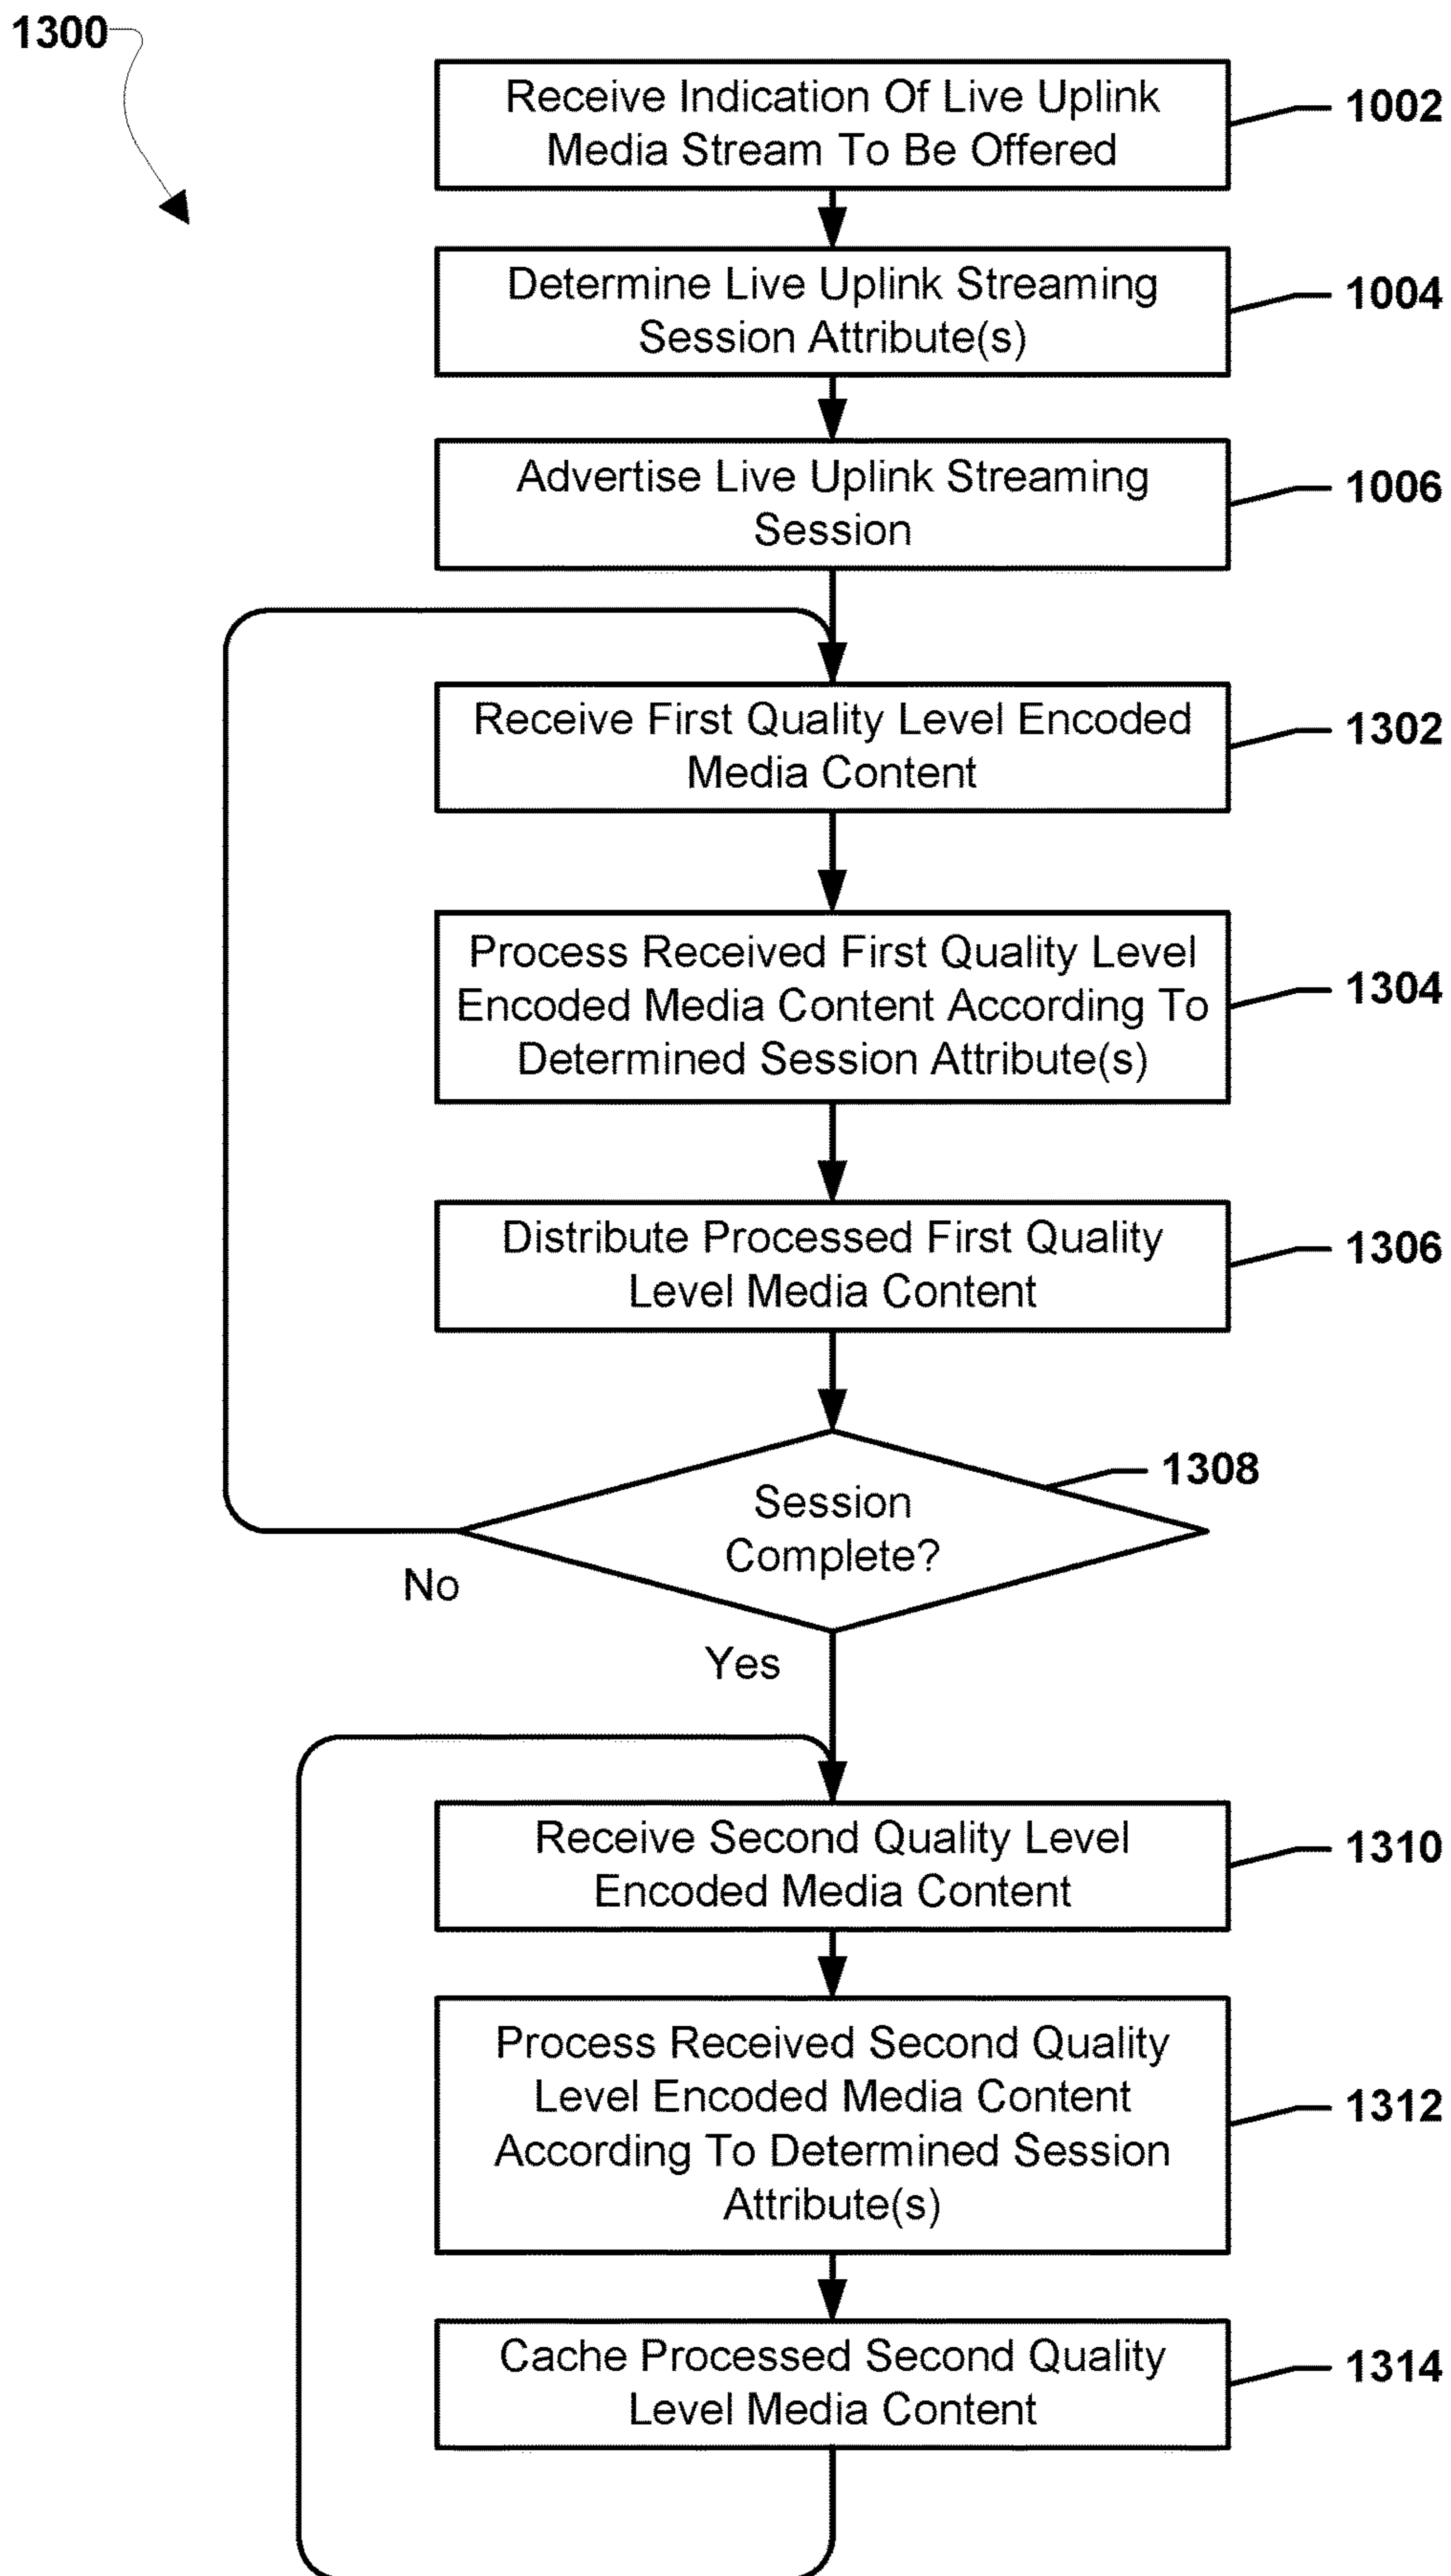 1300
Receive Indication Of Live Uplink
Media Stream To Be Offered
1002
Determine Live Uplink Streaming
Session Attribute(s)
1004
Advertise Live Uplink Streaming
Session
1006
Receive First Quality Level Encoded
Media Content
1302
Process Received First Quality Level
Encoded Media Content According To
Determined Session Attribute(s)
1304
Distribute Processed First Quality
Level Media Content
1306
Session
Complete?
1308
No
Yes
Receive Second Quality Level
Encoded Media Content
1310
Process Received Second Quality
Level Encoded Media Content
According To Determined Session
Attribute(s)
1312
Cache Processed Second Quality
Level Media Content
1314